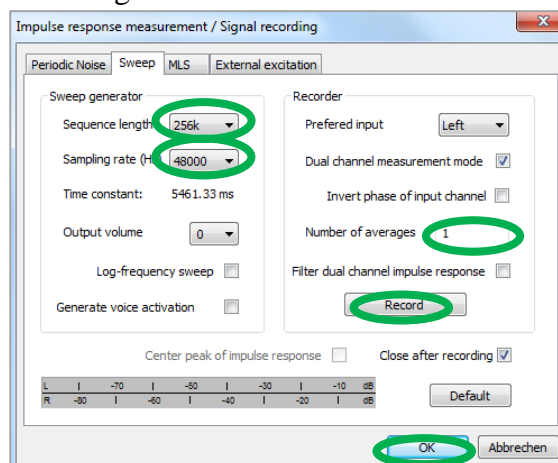 Impulse response measurement / Signal recording
Periodic Noise Sweep MLS External excitation
Sweep generator
Sequence length 256k
Sampling rate (H
48000
Time constant: 5461.33 ms
Output volume 0
Log-frequency sweep
Generate voice activation
Recorder
Prefered input Left
Dual channel measurement mode
Invert phase of input channel
Number of averages 1
Filter dual channel impulse response
Record
Center peak of impulse response Close after recording
L | -70 | -50 | -30 | -10 dB
R -80 | -60 | -40 | -20 | dB
Default
OK Abbrechen